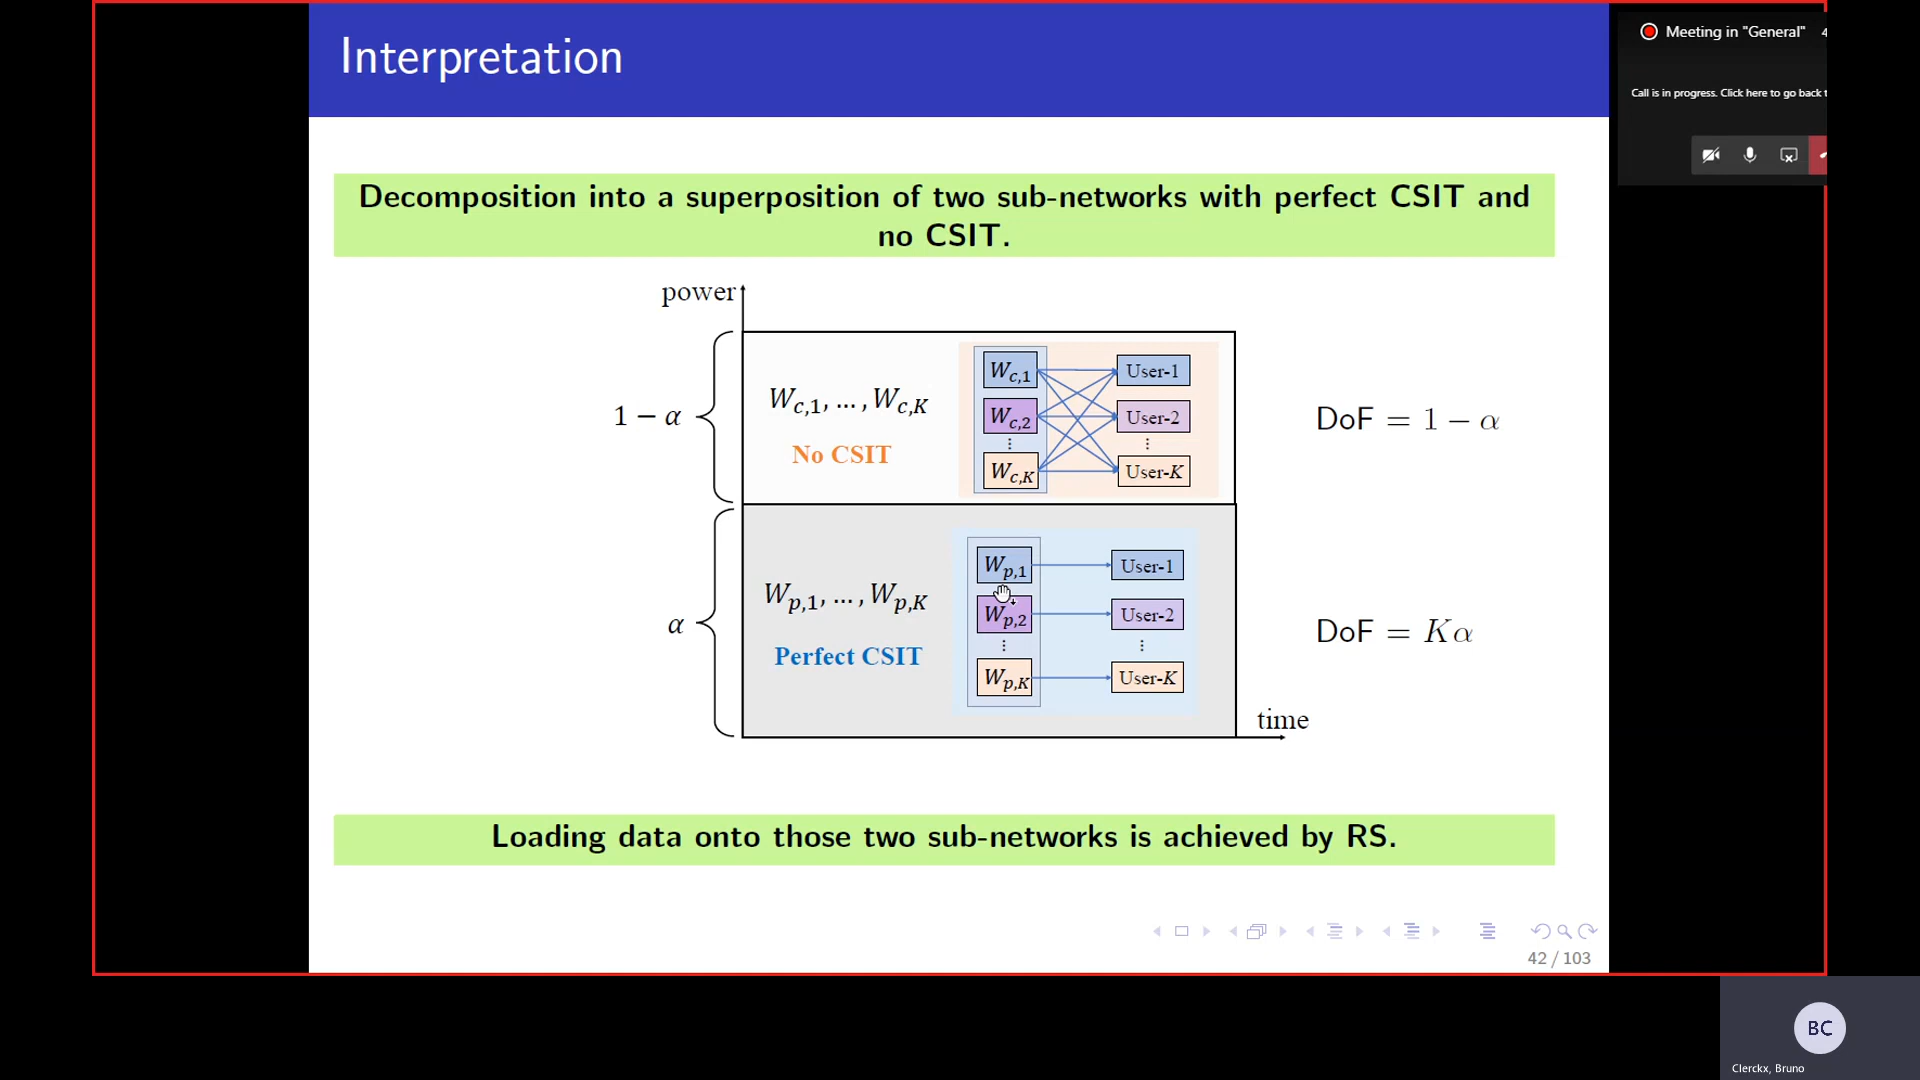 Interpretation
Meeting in "General"
Call is in progress. Click here to go back
Decomposition into a superposition of two sub-networks with perfect CSIT and
no CSIT.
power
1 − α
W_{c,1}, … , W_{c,K}
No CSIT
W_{c,1}
User-1
W_{c,2}
User-2
⋮ ⋮
W_{c,K}
User-K
DoF = 1 − α
α
W_{p,1}, … , W_{p,K}
Perfect CSIT
W_{p,1}
User-1
W_{p,2}
User-2
⋮ ⋮
W_{p,K}
User-K
DoF = Kα
time
Loading data onto those two sub-networks is achieved by RS.
42 / 103
BC
Clerckx, Bruno